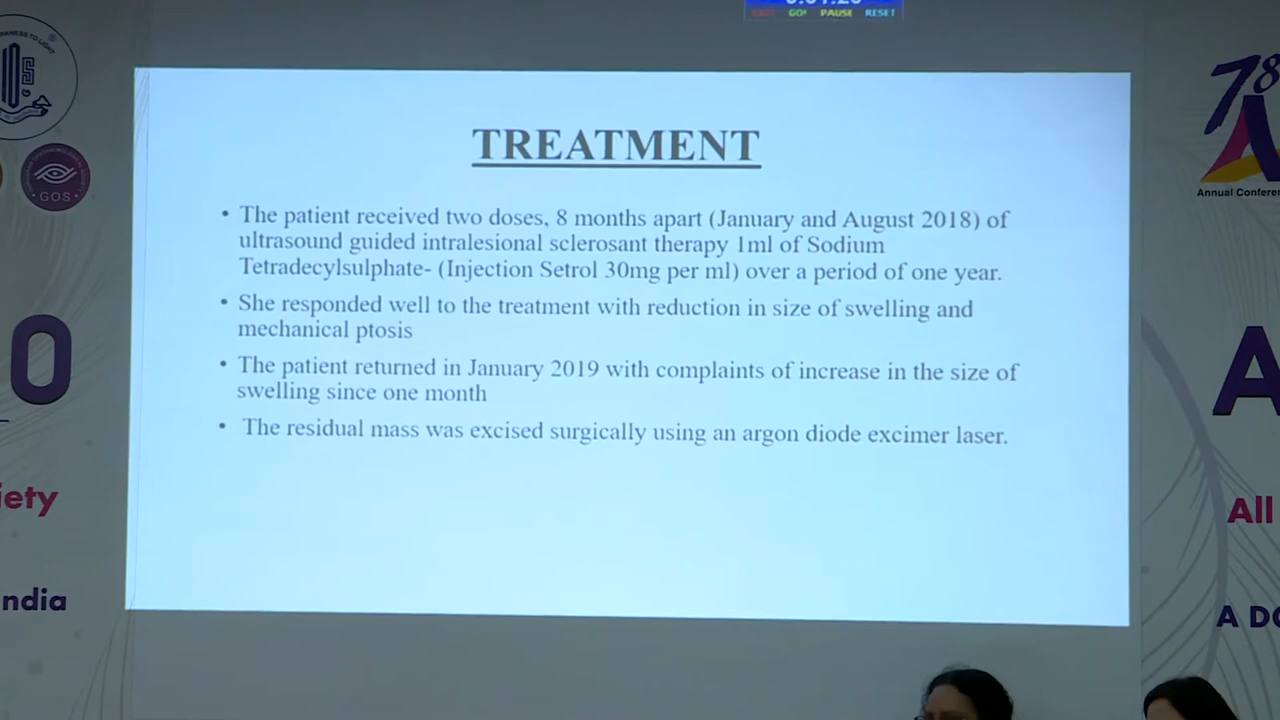 GO! PAUSE RESET
TREATMENT
• The patient received two doses, 8 months apart (January and August 2018) of
ultrasound guided intralesional sclerosant therapy 1ml of Sodium
Tetradecylsulphate- (Injection Setrol 30mg per ml) over a period of one year.
• She responded well to the treatment with reduction in size of swelling and
mechanical ptosis
• The patient returned in January 2019 with complaints of increase in the size of
swelling since one month
• The residual mass was excised surgically using an argon diode excimer laser.
GOS
O
iety
ndia
78
Annual Confere
A
All
A DO